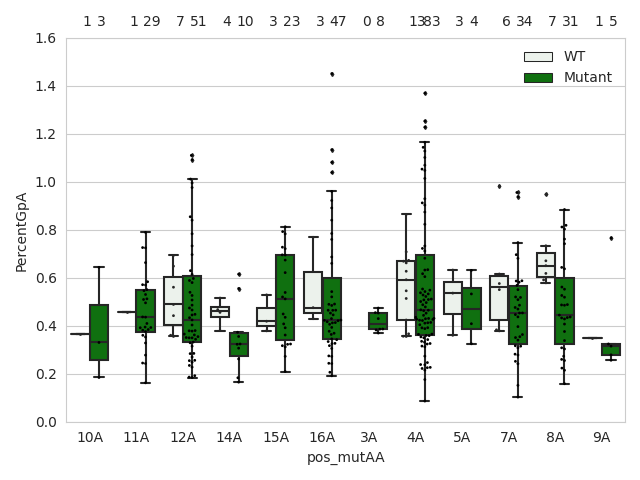 1 3 1 29 7 51 4 10 3 23 3 47 0 8 13 83 3 4 6 34 7 31 1 5
1.6
WT
Mutant
1.4
1.2
1.0
0.8
0.6
0.4
0.2
0.0
PercentGpA
10A 11A 12A 14A 15A 16A 3A 4A 5A 7A 8A 9A
pos_mutAA